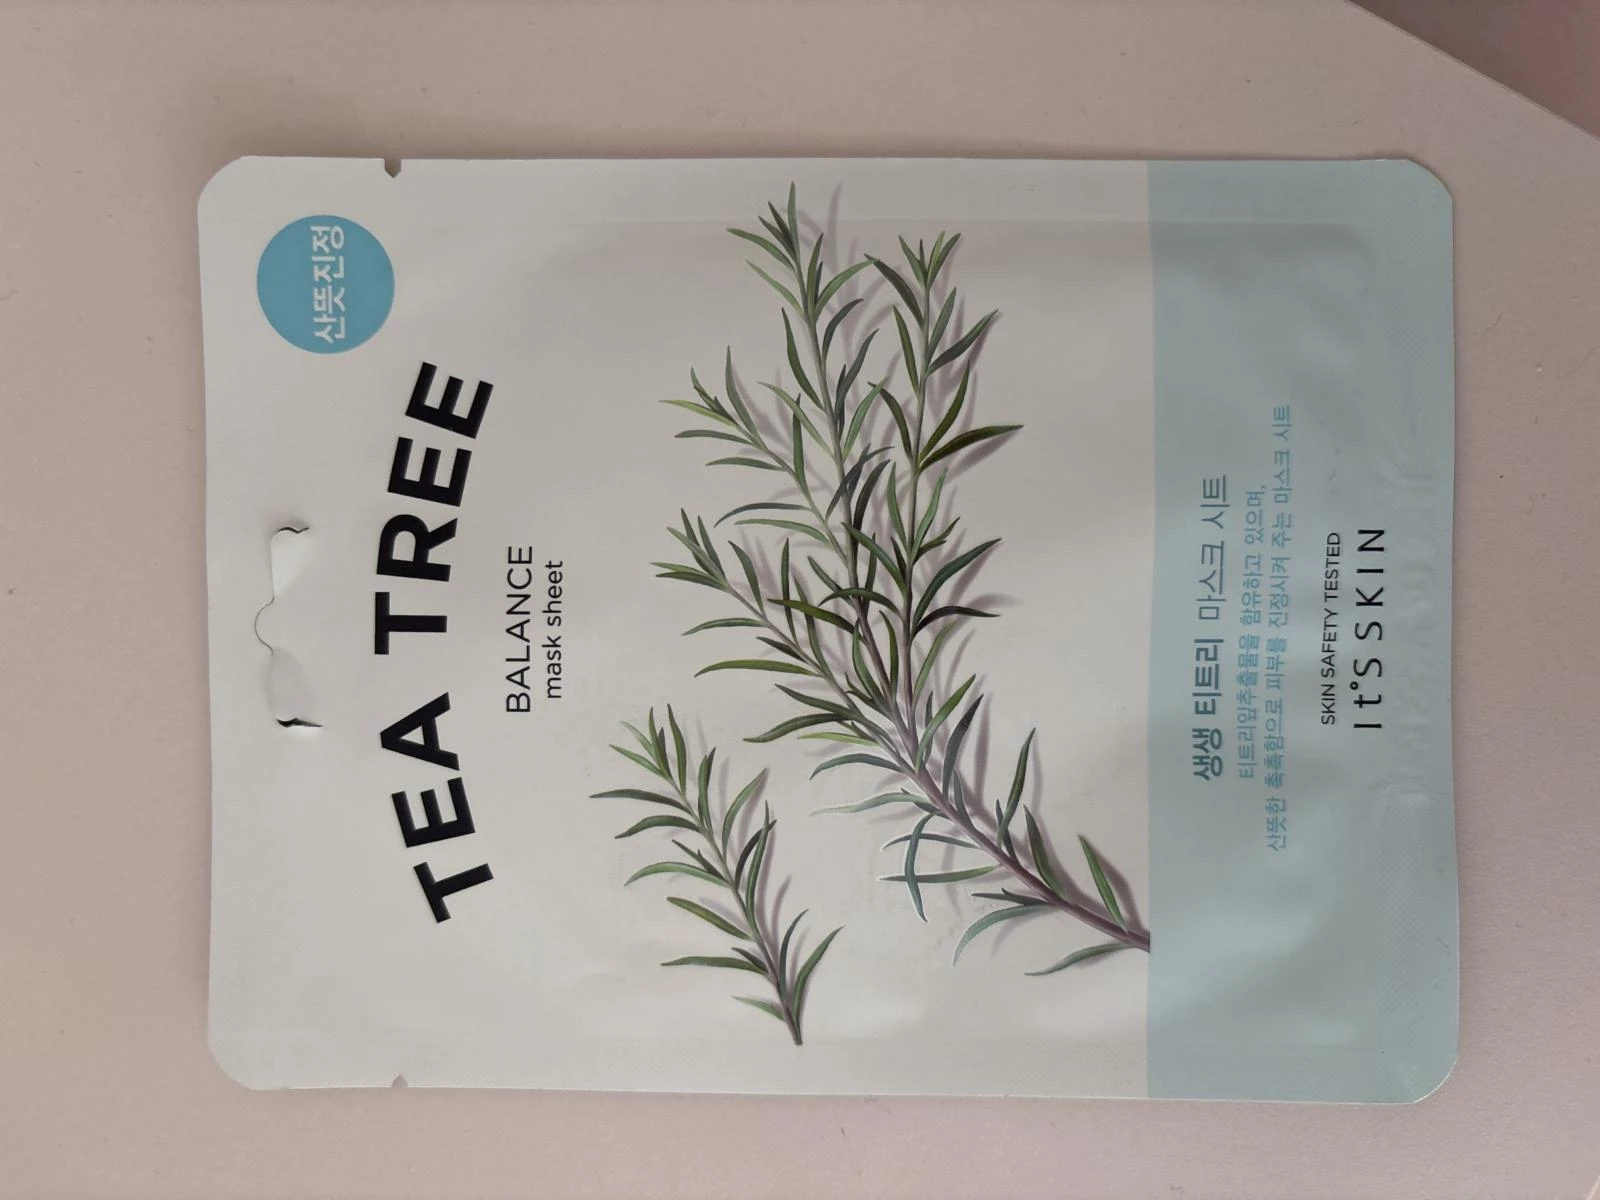 산뜻진정
TEA TREE
BALANCE
mask sheet
생생 티트리 마스크 시트
티트리잎추출물을 함유하고 있으며,
산뜻한 촉촉함으로 피부를 진정시켜 주는 마스크 시트
SKIN SAFETY TESTED
It'S SKIN